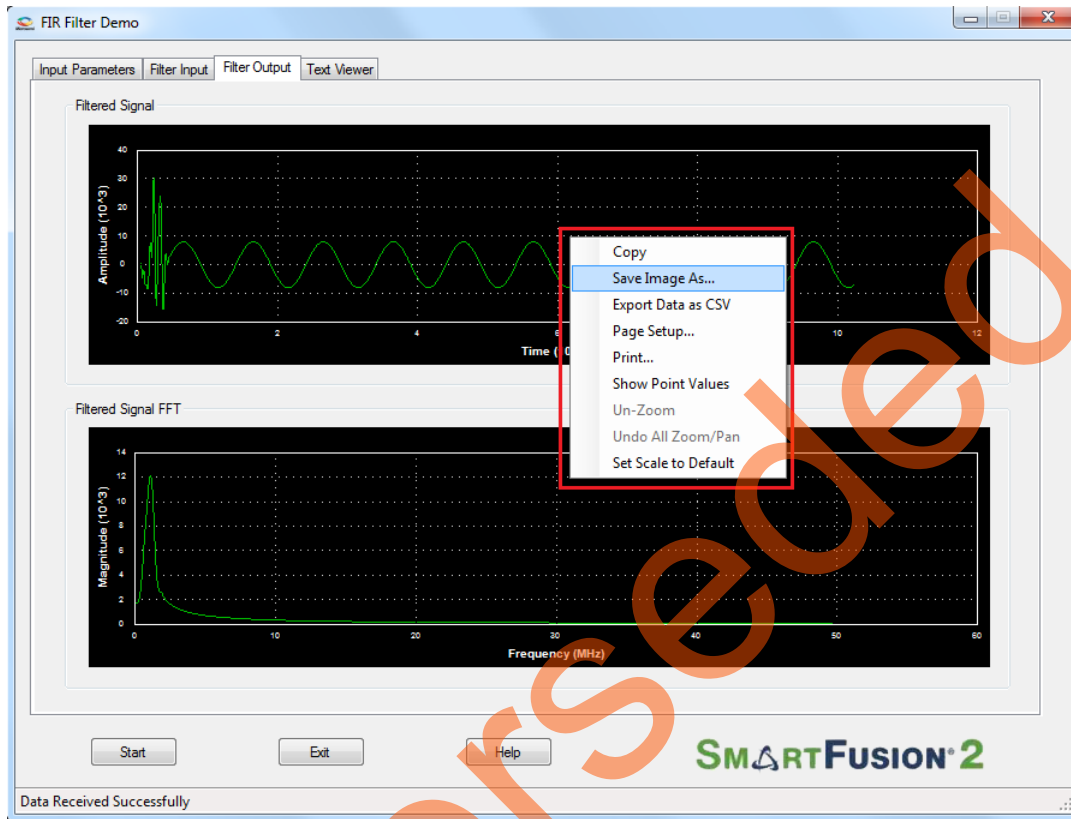 FIR Filter Demo
Input Parameters Filter Input Filter Output Text Viewer
Filtered Signal
40
30
20
10
0
-10
-20
Amplitude (10^3)
0 2 4 6 10 12
Time (
Copy
Save Image As...
Export Data as CSV
Page Setup...
Print...
Show Point Values
Un-Zoom
Undo All Zoom/Pan
Set Scale to Default
Filtered Signal FFT
14
12
10
8
6
4
2
0
Magnitude (10^3)
0 10 20 30 40 50 60
Frequency (MHz)
Start Exit Help
SMARTFUSION 2
Data Received Successfully
erseded